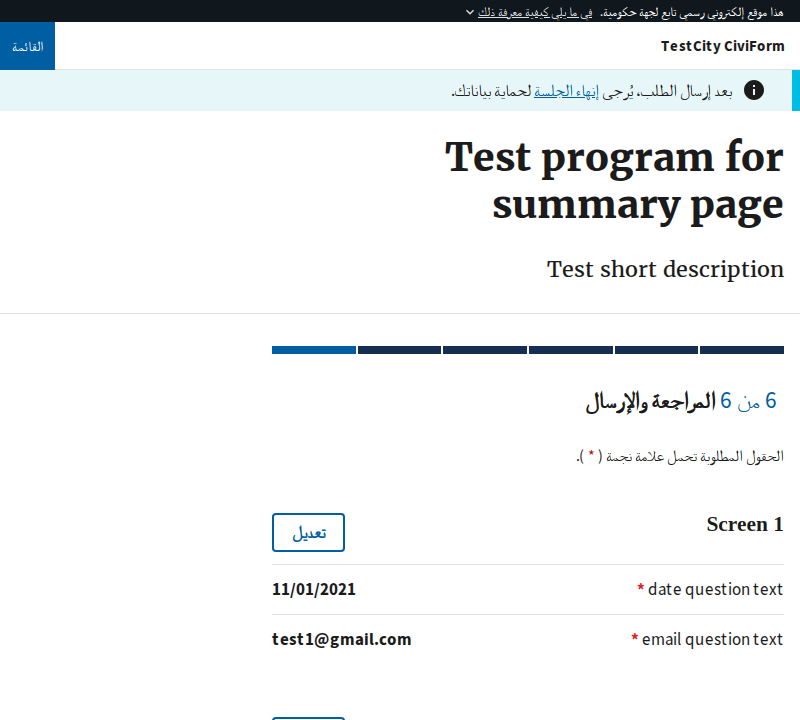 هذا موقع إلكتروني رسمي تابع لجهة حكومية. في ما يلي كيفية معرفة ذلك
TestCity CiviForm
القائمة
بعد إرسال الطلب، يُرجى إنهاء الجلسة لحماية بياناتك.
Test program for
summary page
Test short description
6 من 6 المراجعة والإرسال
الحقول المطلوبة تحمل علامة نجمة ( * ).
Screen 1
تعديل
date question text *
11/01/2021
email question text *
test1@gmail.com